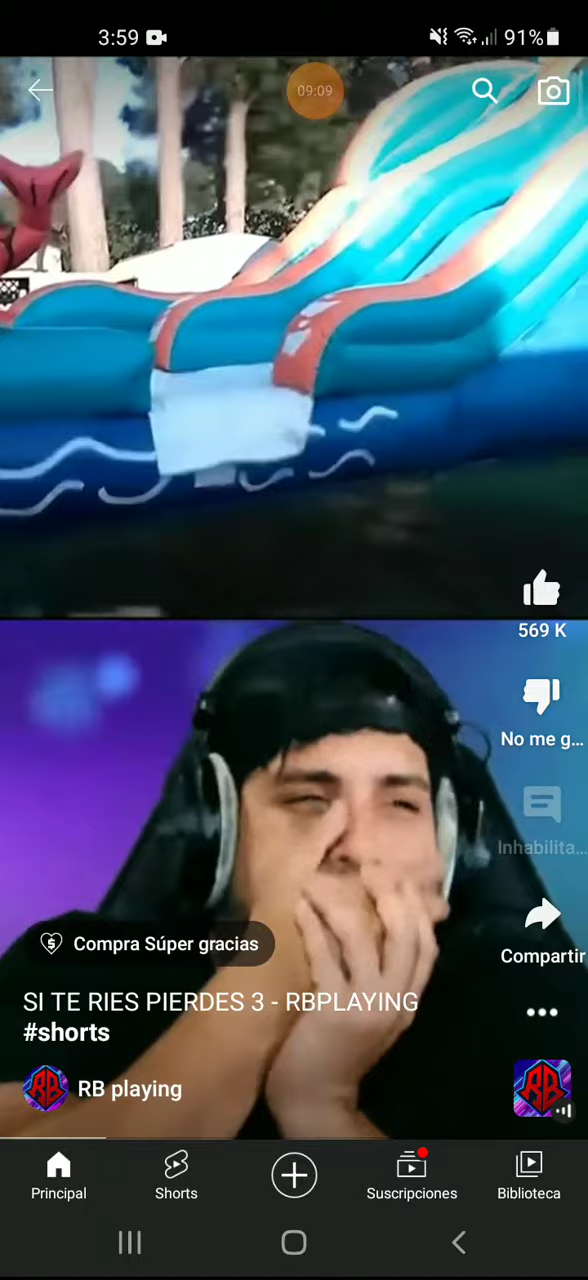 3:59
91%
09:09
569 K
No me g...
Inhabilita...
Compartir
Compra Súper gracias
SI TE RIES PIERDES 3 - RBPLAYING
#shorts
RB playing
Principal
Shorts
Suscripciones
Biblioteca